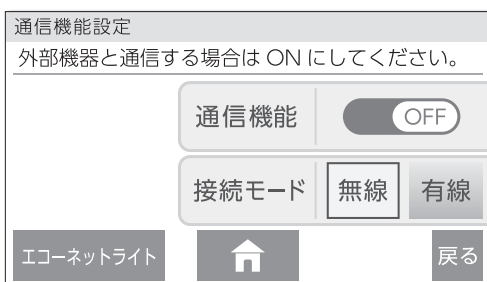 通信機能設定
外部機器と通信する場合は ON にしてください。
通信機能 OFF
接続モード 無線 有線
エコーネットライト 戻る